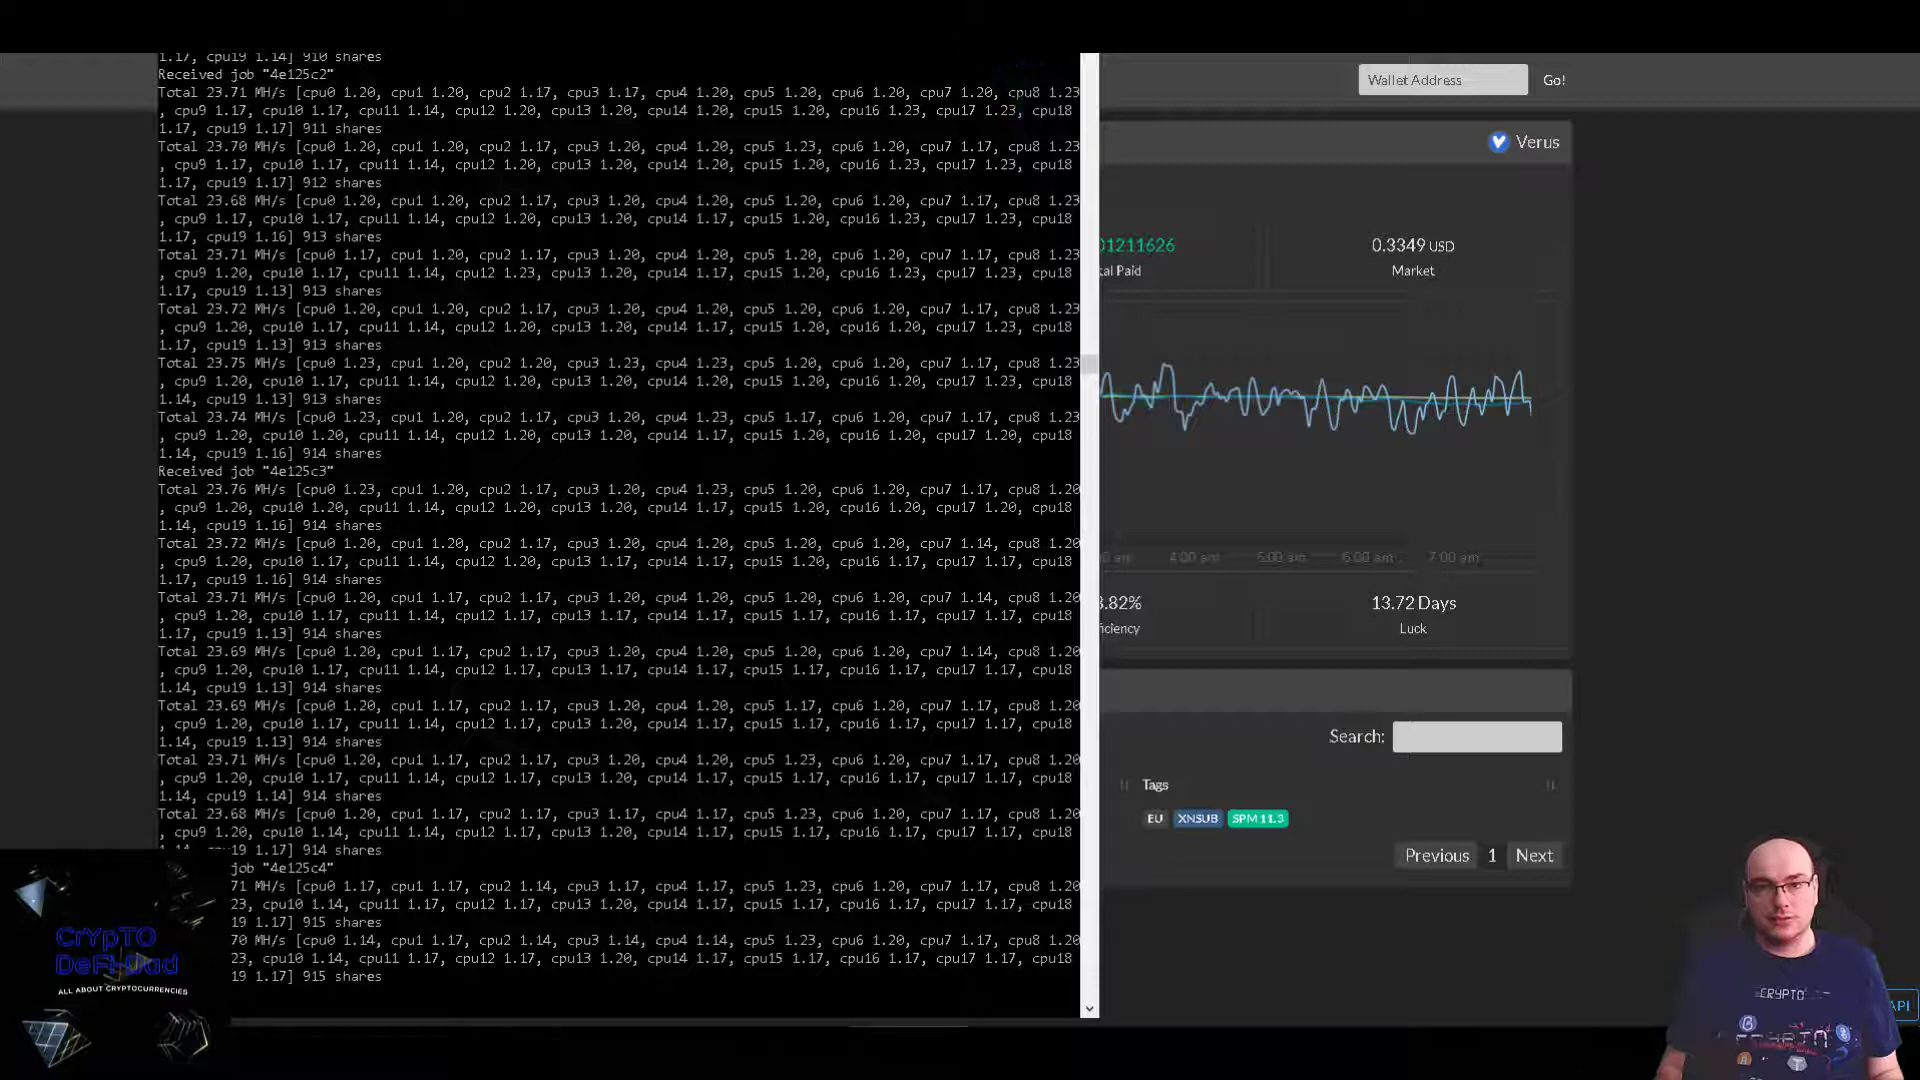 1.17, cpu19 1.14] 910 shares
Received job "4e125c2"
Total 23.71 MH/s [cpu0 1.20, cpu1 1.20, cpu2 1.17, cpu3 1.17, cpu4 1.20, cpu5 1.20, cpu6 1.20, cpu7 1.20, cpu8 1.23
, cpu9 1.17, cpu10 1.17, cpu11 1.14, cpu12 1.20, cpu13 1.20, cpu14 1.20, cpu15 1.20, cpu16 1.23, cpu17 1.23, cpu18
1.17, cpu19 1.17] 911 shares
Total 23.70 MH/s [cpu0 1.20, cpu1 1.20, cpu2 1.17, cpu3 1.20, cpu4 1.20, cpu5 1.23, cpu6 1.20, cpu7 1.17, cpu8 1.23
, cpu9 1.17, cpu10 1.17, cpu11 1.14, cpu12 1.20, cpu13 1.20, cpu14 1.20, cpu15 1.23, cpu16 1.23, cpu17 1.23, cpu18
1.17, cpu19 1.17] 912 shares
Total 23.68 MH/s [cpu0 1.20, cpu1 1.20, cpu2 1.17, cpu3 1.20, cpu4 1.20, cpu5 1.20, cpu6 1.20, cpu7 1.17, cpu8 1.23
, cpu9 1.17, cpu10 1.17, cpu11 1.14, cpu12 1.20, cpu13 1.20, cpu14 1.17, cpu15 1.20, cpu16 1.23, cpu17 1.23, cpu18
1.17, cpu19 1.16] 913 shares
Total 23.71 MH/s [cpu0 1.17, cpu1 1.20, cpu2 1.17, cpu3 1.20, cpu4 1.20, cpu5 1.20, cpu6 1.20, cpu7 1.17, cpu8 1.23
, cpu9 1.20, cpu10 1.17, cpu11 1.14, cpu12 1.23, cpu13 1.20, cpu14 1.17, cpu15 1.20, cpu16 1.23, cpu17 1.23, cpu18
1.17, cpu19 1.13] 913 shares
Total 23.72 MH/s [cpu0 1.20, cpu1 1.20, cpu2 1.17, cpu3 1.20, cpu4 1.20, cpu5 1.20, cpu6 1.20, cpu7 1.17, cpu8 1.23
, cpu9 1.20, cpu10 1.17, cpu11 1.14, cpu12 1.20, cpu13 1.20, cpu14 1.17, cpu15 1.20, cpu16 1.20, cpu17 1.23, cpu18
1.17, cpu19 1.13] 913 shares
Total 23.75 MH/s [cpu0 1.23, cpu1 1.20, cpu2 1.20, cpu3 1.23, cpu4 1.23, cpu5 1.20, cpu6 1.20, cpu7 1.17, cpu8 1.23
, cpu9 1.20, cpu10 1.17, cpu11 1.14, cpu12 1.20, cpu13 1.20, cpu14 1.20, cpu15 1.20, cpu16 1.20, cpu17 1.23, cpu18
1.14, cpu19 1.13] 913 shares
Total 23.74 MH/s [cpu0 1.23, cpu1 1.20, cpu2 1.17, cpu3 1.20, cpu4 1.23, cpu5 1.17, cpu6 1.20, cpu7 1.17, cpu8 1.23
, cpu9 1.20, cpu10 1.20, cpu11 1.14, cpu12 1.20, cpu13 1.20, cpu14 1.17, cpu15 1.20, cpu16 1.20, cpu17 1.20, cpu18
1.14, cpu19 1.16] 914 shares
Received job "4e125c3"
Total 23.76 MH/s [cpu0 1.23, cpu1 1.20, cpu2 1.17, cpu3 1.20, cpu4 1.23, cpu5 1.20, cpu6 1.20, cpu7 1.17, cpu8 1.20
, cpu9 1.20, cpu10 1.20, cpu11 1.14, cpu12 1.20, cpu13 1.20, cpu14 1.17, cpu15 1.20, cpu16 1.20, cpu17 1.20, cpu18
1.14, cpu19 1.16] 914 shares
Total 23.72 MH/s [cpu0 1.20, cpu1 1.20, cpu2 1.17, cpu3 1.20, cpu4 1.20, cpu5 1.20, cpu6 1.20, cpu7 1.14, cpu8 1.20
, cpu9 1.20, cpu10 1.17, cpu11 1.14, cpu12 1.20, cpu13 1.17, cpu14 1.17, cpu15 1.20, cpu16 1.17, cpu17 1.17, cpu18
1.17, cpu19 1.16] 914 shares
Total 23.71 MH/s [cpu0 1.20, cpu1 1.17, cpu2 1.17, cpu3 1.20, cpu4 1.20, cpu5 1.20, cpu6 1.20, cpu7 1.14, cpu8 1.20
, cpu9 1.20, cpu10 1.17, cpu11 1.14, cpu12 1.17, cpu13 1.17, cpu14 1.17, cpu15 1.17, cpu16 1.17, cpu17 1.17, cpu18
1.17, cpu19 1.13] 914 shares
Total 23.69 MH/s [cpu0 1.20, cpu1 1.17, cpu2 1.17, cpu3 1.20, cpu4 1.20, cpu5 1.20, cpu6 1.20, cpu7 1.14, cpu8 1.20
, cpu9 1.20, cpu10 1.17, cpu11 1.14, cpu12 1.17, cpu13 1.17, cpu14 1.17, cpu15 1.17, cpu16 1.17, cpu17 1.17, cpu18
1.14, cpu19 1.13] 914 shares
Total 23.69 MH/s [cpu0 1.20, cpu1 1.17, cpu2 1.17, cpu3 1.20, cpu4 1.20, cpu5 1.17, cpu6 1.20, cpu7 1.17, cpu8 1.20
, cpu9 1.20, cpu10 1.17, cpu11 1.14, cpu12 1.17, cpu13 1.20, cpu14 1.17, cpu15 1.17, cpu16 1.17, cpu17 1.17, cpu18
1.14, cpu19 1.13] 914 shares
Total 23.71 MH/s [cpu0 1.20, cpu1 1.17, cpu2 1.17, cpu3 1.20, cpu4 1.20, cpu5 1.23, cpu6 1.20, cpu7 1.17, cpu8 1.20
, cpu9 1.20, cpu10 1.17, cpu11 1.14, cpu12 1.17, cpu13 1.20, cpu14 1.17, cpu15 1.17, cpu16 1.17, cpu17 1.17, cpu18
1.14, cpu19 1.14] 914 shares
Total 23.68 MH/s [cpu0 1.20, cpu1 1.17, cpu2 1.17, cpu3 1.17, cpu4 1.17, cpu5 1.23, cpu6 1.20, cpu7 1.17, cpu8 1.20
, cpu9 1.20, cpu10 1.14, cpu11 1.14, cpu12 1.17, cpu13 1.20, cpu14 1.17, cpu15 1.17, cpu16 1.17, cpu17 1.17, cpu18
1.14, cpu19 1.17] 914 shares
job "4e125c4"
71 MH/s [cpu0 1.17, cpu1 1.17, cpu2 1.14, cpu3 1.17, cpu4 1.17, cpu5 1.23, cpu6 1.20, cpu7 1.17, cpu8 1.20
23, cpu10 1.14, cpu11 1.17, cpu12 1.17, cpu13 1.20, cpu14 1.17, cpu15 1.17, cpu16 1.17, cpu17 1.17, cpu18
19 1.17] 915 shares
70 MH/s [cpu0 1.14, cpu1 1.17, cpu2 1.14, cpu3 1.14, cpu4 1.14, cpu5 1.23, cpu6 1.20, cpu7 1.17, cpu8 1.20
23, cpu10 1.14, cpu11 1.17, cpu12 1.17, cpu13 1.20, cpu14 1.17, cpu15 1.17, cpu16 1.17, cpu17 1.17, cpu18
19 1.17] 915 shares
Wallet Address Go!
Verus
01211626
tal Paid
0.3349 USD
Market
4:00 am 5:00 am 6:00 am 7:00 am
.82%
iciency
13.72 Days
Luck
Search:
Tags
EU XNSUB SPM 11.3
Previous 1 Next
API
CrYpTO
DeFi-Dad
ALL ABOUT CRYPTOCURRENCIES
CRYPTO